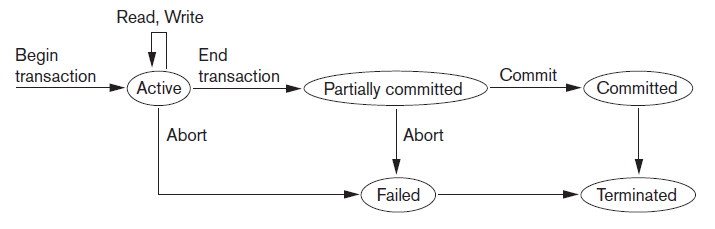 Read, Write
Begin
transaction
End
transaction
Active
Partially committed
Commit
Committed
Abort
Abort
Failed
Terminated